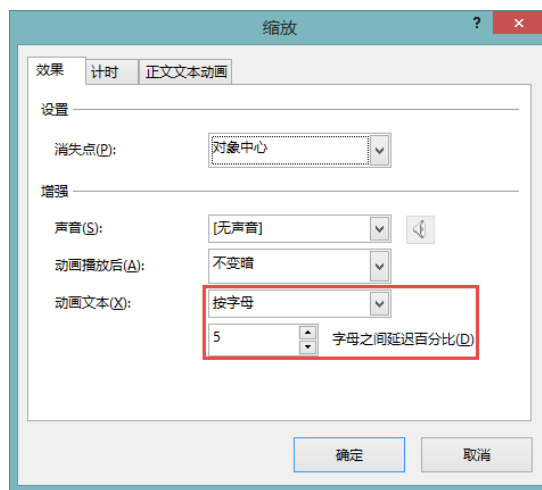 缩放
? ×
效果 计时 正文文本动画
设置
消失点(P): 对象中心
增强
声音(S): [无声音]
动画播放后(A): 不变暗
动画文本(X): 按字母
5 字母之间延迟百分比(D)
确定 取消